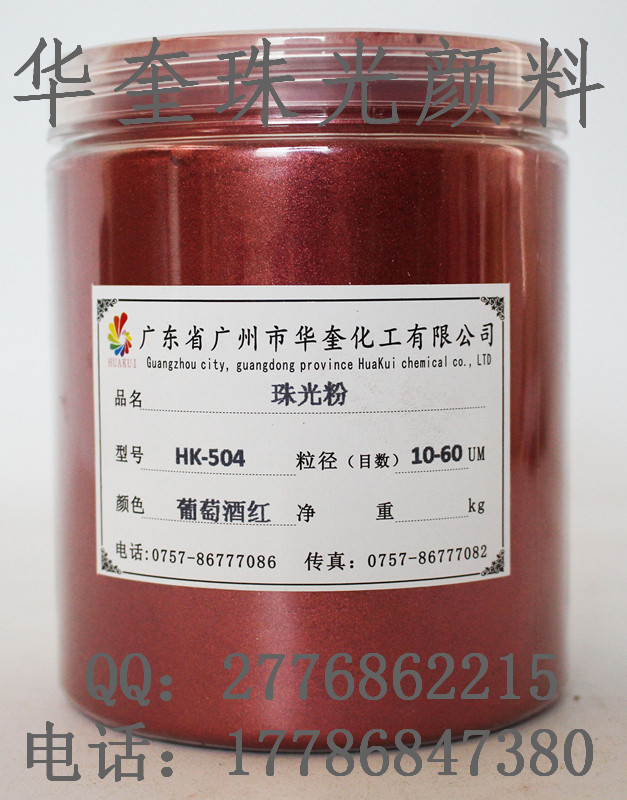 华奎珠光颜料
HUAKUI
广东省广州市华奎化工有限公司
Guangzhou city, guangdong province HuaKui chemical co., LTD
品名 珠光粉
型号 HK-504 粒径（目数）10-60 UM
颜色 葡萄酒红 净 重 kg
电话:0757-86777086 传真：0757-86777082
QQ：2776862215
电话：17786847380